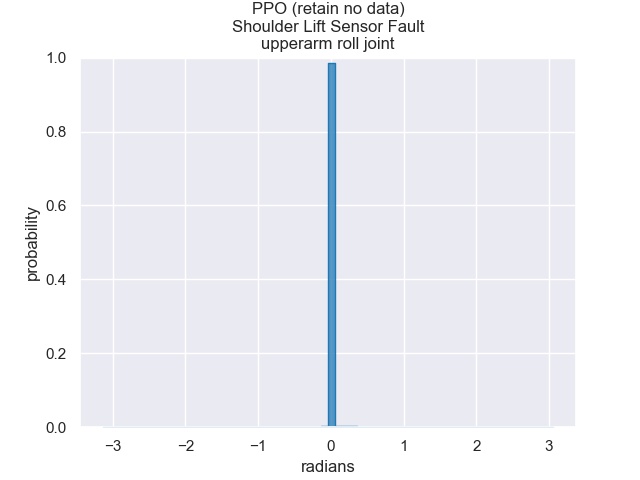 PPO (retain no data)
Shoulder Lift Sensor Fault
upperarm roll joint
1.0
0.8
0.6
0.4
0.2
0.0
probability
−3
−2
−1
0
1
2
3
radians